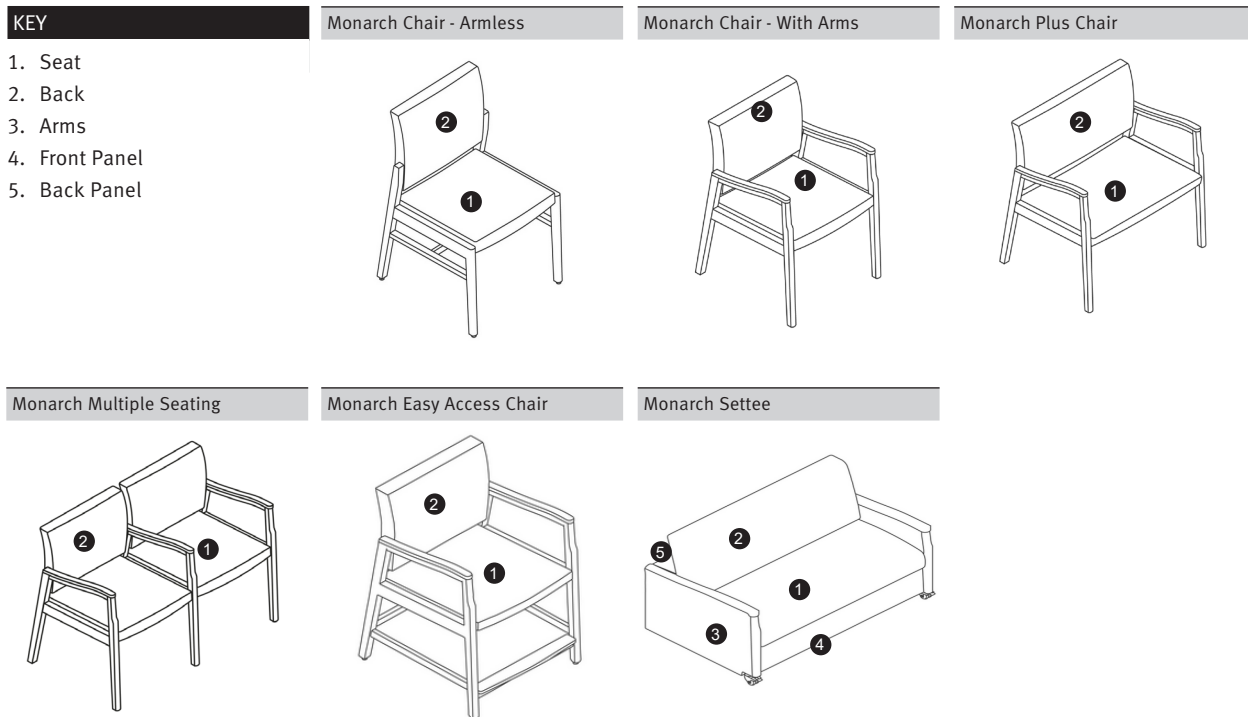 KEY
1. Seat
2. Back
3. Arms
4. Front Panel
5. Back Panel
Monarch Chair - Armless
2
1
Monarch Chair - With Arms
2
1
Monarch Plus Chair
2
1
Monarch Multiple Seating
2
1
Monarch Easy Access Chair
2
1
Monarch Settee
2
5
1
3
4